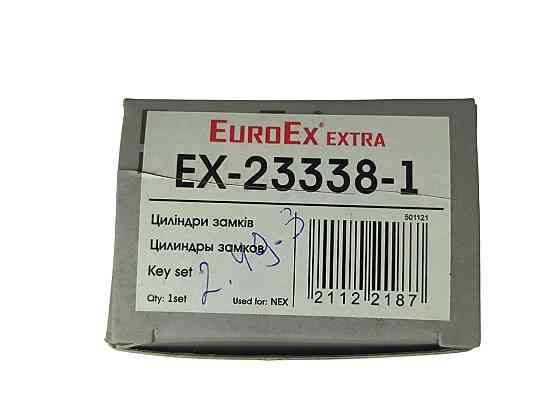 EUROEX® EXTRA
EX-23338-1
Циліндри замків
501121
Цилиндры замков
Key set
Qty: 1set
Used for: NEX
2112 2187